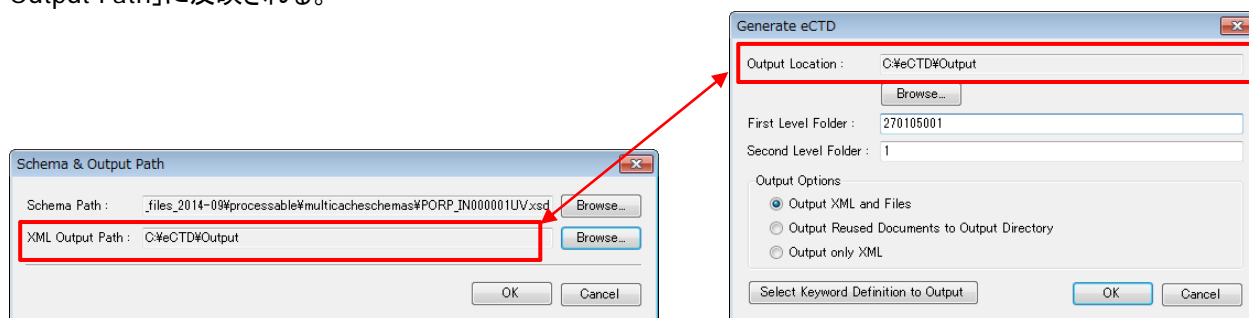 Output Path」に反映される。
Schema & Output Path
Schema Path :
_files_2014-09¥processable¥multicacheschemas¥PORP_IN000001UV.xsd
Browse...
XML Output Path :
C:¥eCTD¥Output
Browse...
OK
Cancel
Generate eCTD
Output Location :
C:¥eCTD¥Output
Browse...
First Level Folder :
270105001
Second Level Folder :
1
Output Options
Output XML and Files
Output Reused Documents to Output Directory
Output only XML
Select Keyword Definition to Output
OK
Cancel